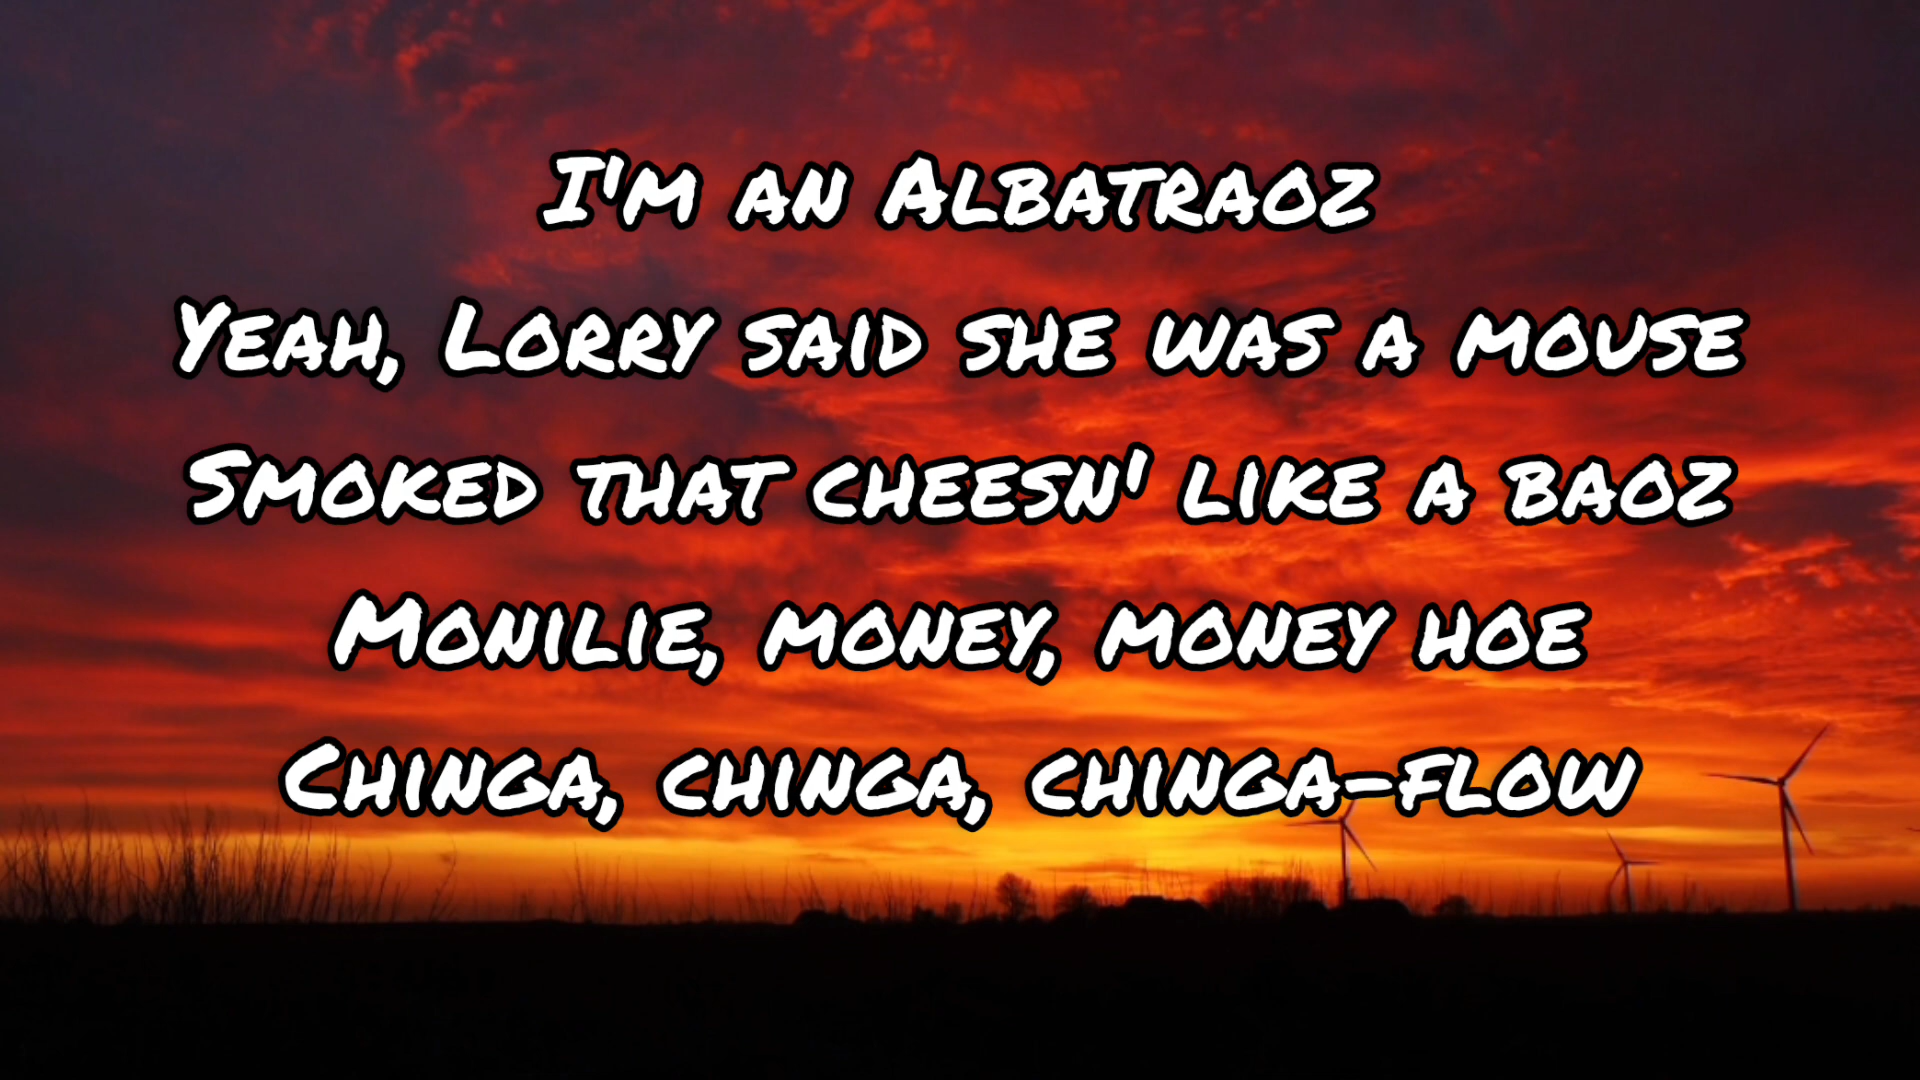 I'm an Albatraoz
Yeah, Lorry said she was a mouse
Smoked that cheesn' like a baoz
Monilie, money, money hoe
Chinga, chinga, chinga-flow